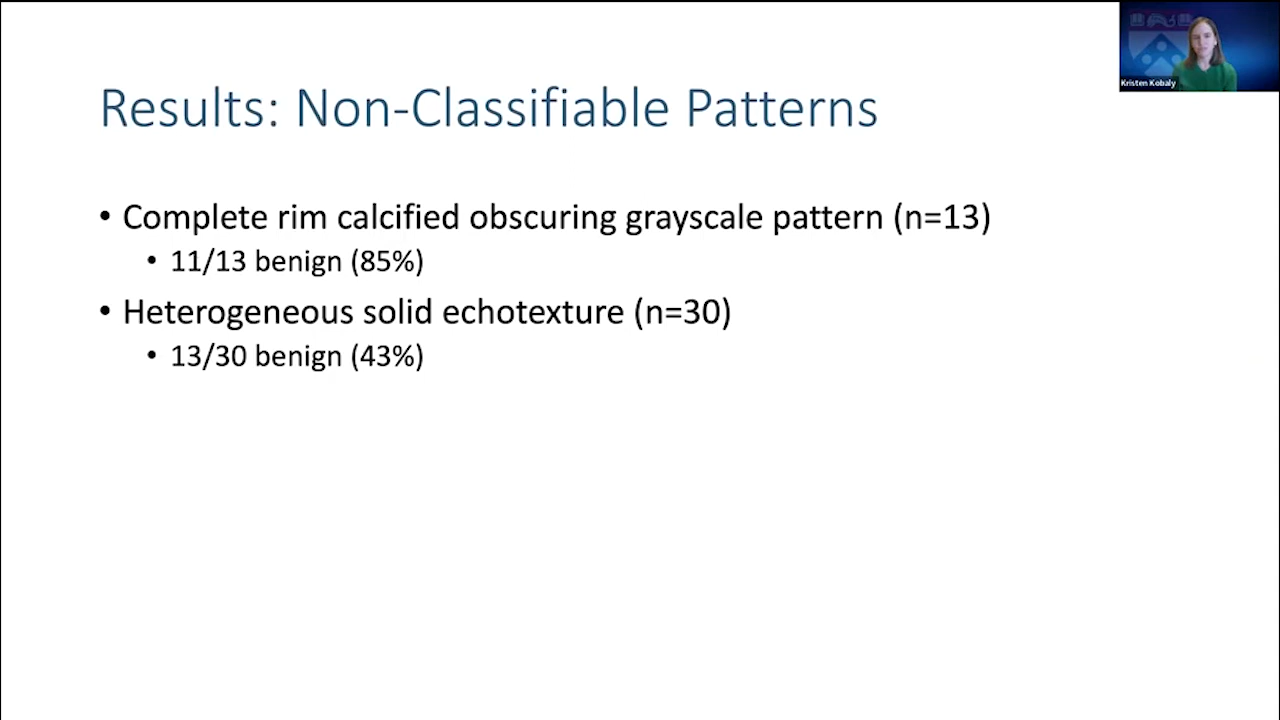 Kristen Kobaly
Results: Non-Classifiable Patterns
• Complete rim calcified obscuring grayscale pattern (n=13)
• 11/13 benign (85%)
• Heterogeneous solid echotexture (n=30)
• 13/30 benign (43%)